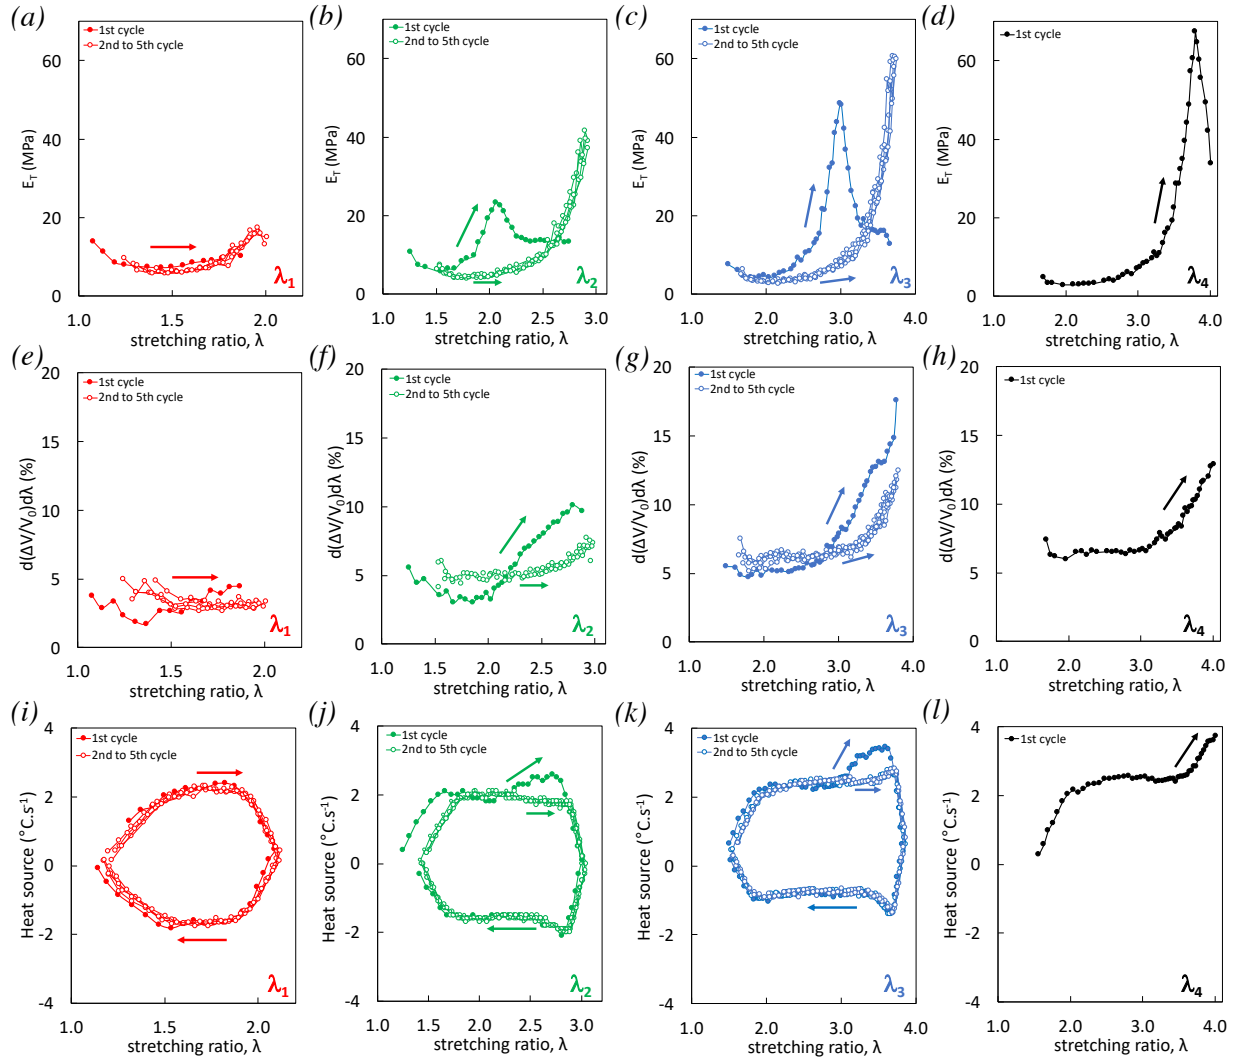 (a)
1st cycle
2nd to 5th cycle
60
40
20
0
E_T (MPa)
1.0
1.5
2.0
stretching ratio, λ
λ₁
(b)
1st cycle
2nd to 5th cycle
60
40
20
0
E_T (MPa)
1.0
1.5
2.0
2.5
3.0
stretching ratio, λ
λ₂
(c)
1st cycle
2nd to 5th cycle
60
40
20
0
E_T (MPa)
1.0
2.0
3.0
4.0
stretching ratio, λ
λ₃
(d)
1st cycle
60
40
20
0
E_T (MPa)
1.0
2.0
3.0
4.0
stretching ratio, λ
λ₄
(e)
1st cycle
2nd to 5th cycle
20
15
10
5
0
d(ΔV/V₀)dλ (%)
1.0
1.5
2.0
stretching ratio, λ
λ₁
(f)
1st cycle
2nd to 5th cycle
20
15
10
5
0
d(ΔV/V₀)dλ (%)
1.0
1.5
2.0
2.5
3.0
stretching ratio, λ
λ₂
(g)
1st cycle
2nd to 5th cycle
20
15
10
5
0
d(ΔV/V₀)dλ (%)
1.0
2.0
3.0
4.0
stretching ratio, λ
λ₃
(h)
1st cycle
20
15
10
5
0
d(ΔV/V₀)dλ (%)
1.0
2.0
3.0
4.0
stretching ratio, λ
λ₄
(i)
1st cycle
2nd to 5th cycle
4
2
0
-2
-4
Heat source (°C.s⁻¹)
1.0
1.5
2.0
stretching ratio, λ
λ₁
(j)
1st cycle
2nd to 5th cycle
4
2
0
-2
-4
Heat source (°C.s⁻¹)
1.0
1.5
2.0
2.5
3.0
stretching ratio, λ
λ₂
(k)
1st cycle
2nd to 5th cycle
4
2
0
-2
-4
Heat source (°C.s⁻¹)
1.0
2.0
3.0
4.0
stretching ratio, λ
λ₃
(l)
1st cycle
4
2
0
-2
-4
Heat source (°C.s⁻¹)
1.0
2.0
3.0
4.0
stretching ratio, λ
λ₄